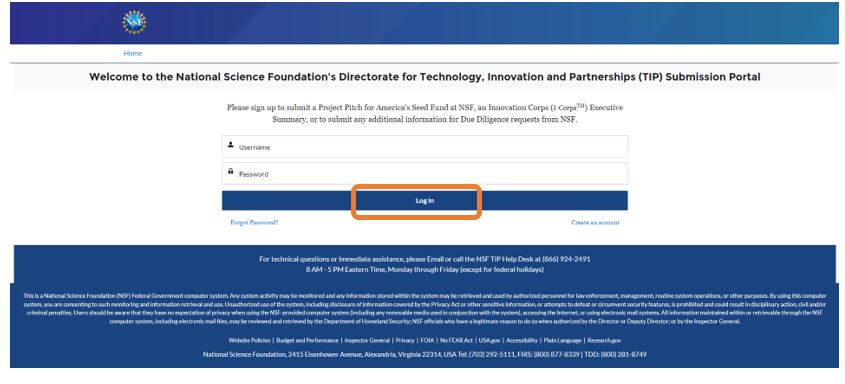 NSF
Home
Welcome to the National Science Foundation's Directorate for Technology, Innovation and Partnerships (TIP) Submission Portal
Please sign up to submit a Project Pitch for America's Seed Fund at NSF, an Innovation Corps (I-Corps™) Executive
Summary, or to submit any additional information for Due Diligence requests from NSF.
Username
Password
Log in
Forgot Password? Create an account
For technical questions or immediate assistance, please Email or call the NSF TIP Help Desk at (866) 924-2491
8 AM - 5 PM Eastern Time, Monday through Friday (except for federal holidays)
This is a National Science Foundation (NSF) Federal Government computer system. Any system activity may be monitored and any information stored within the system may be retrieved and used by authorized personnel for law enforcement, management, routine system operations, or other purposes. By using this computer
system, you are consenting to such monitoring and information retrieval and use. Unauthorized use of the system, including disclosure of information covered by the Privacy Act or other sensitive information, or attempts to defeat or circumvent security features, is prohibited and could result in disciplinary action, civil and/or
criminal penalties. Users should be aware that they have no expectation of privacy when using the NSF-provided computer system (including any removable media used in conjunction with the system), accessing the Internet, or using electronic mail systems. All information maintained within or retrievable through the NSF
computer system, including electronic mail files, may be reviewed and retrieved by the Department of Homeland Security; NSF officials who have a legitimate reason to do so when authorized by the Director or Deputy Director; or by the Inspector General.
Website Policies | Budget and Performance | Inspector General | Privacy | FOIA | No FEAR Act | USA.gov | Accessibility | Plain Language | Research.gov
National Science Foundation, 2415 Eisenhower Avenue, Alexandria, Virginia 22314, USA Tel: (703) 292-5111, FIRS: (800) 877-8339 | TDD: (800) 281-8749